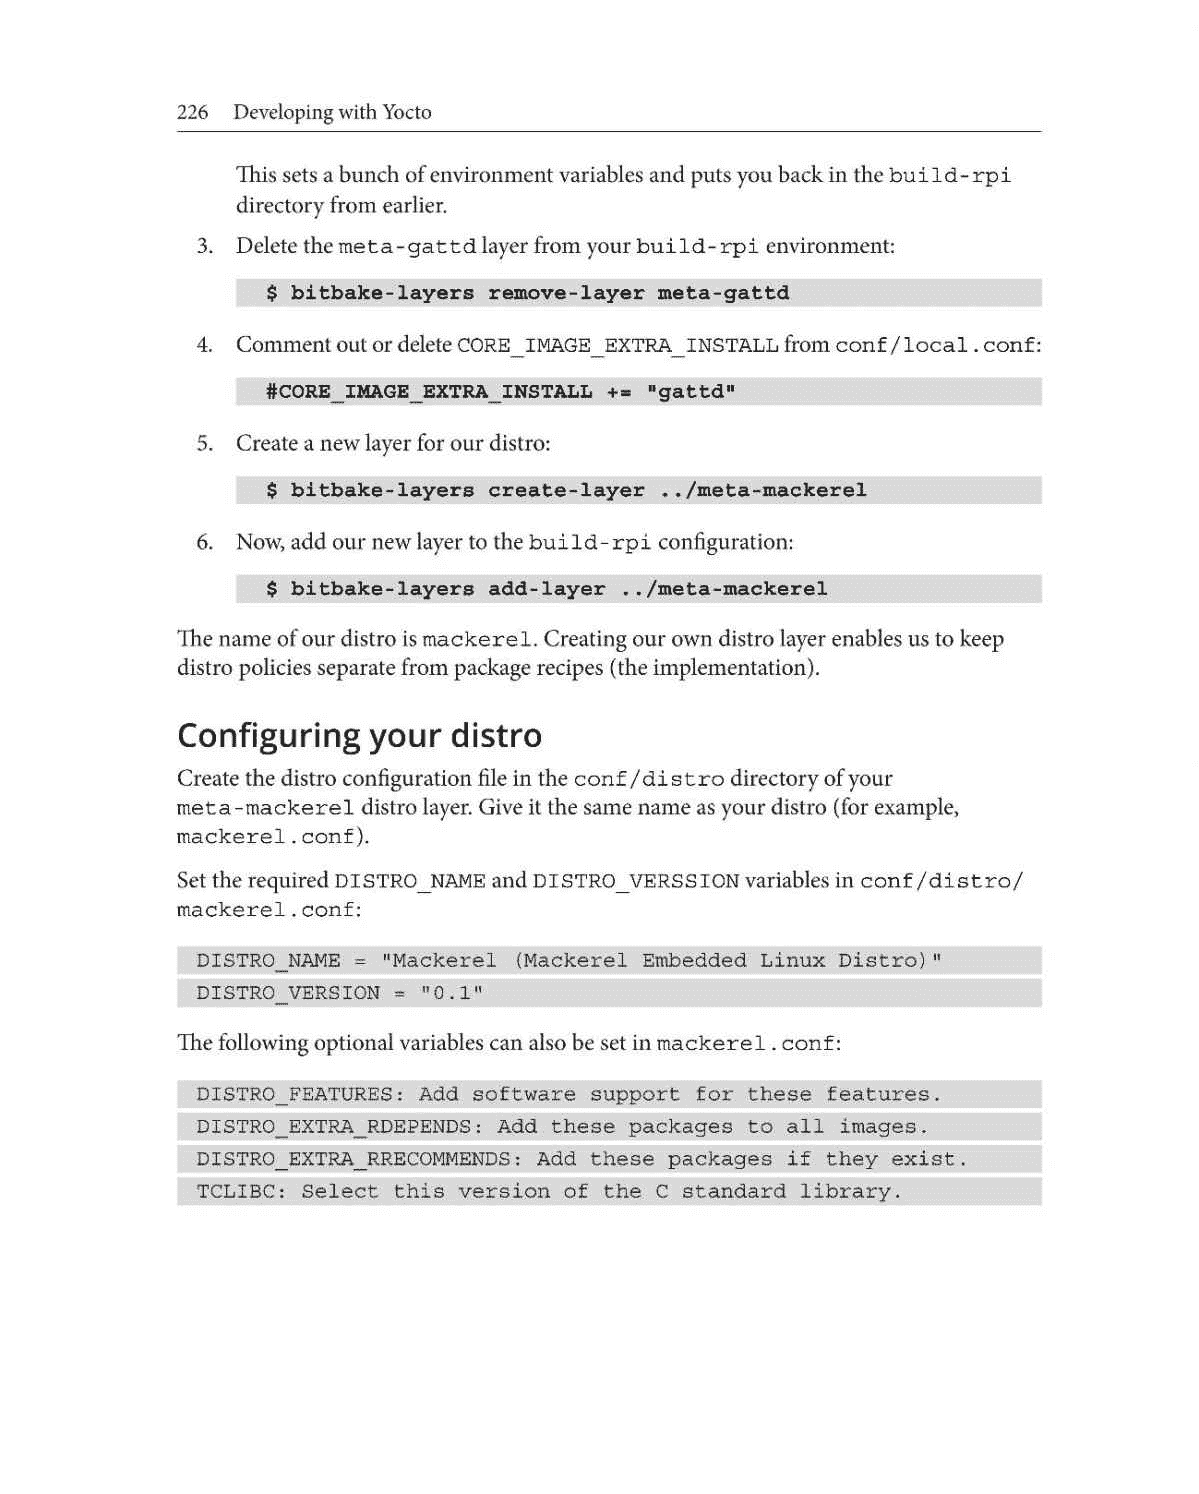 226 Developing with Yocto
This sets a bunch of environment variables and puts you back in the build-rpi
directory from earlier.
3. Delete the meta-gattd layer from your build-rpi environment:
$ bitbake-layers remove-layer meta-gattd
4. Comment out or delete CORE_IMAGE_EXTRA_INSTALL from conf/local.conf:
#CORE_IMAGE_EXTRA_INSTALL += "gattd"
5. Create a new layer for our distro:
$ bitbake-layers create-layer ../meta-mackerel
6. Now, add our new layer to the build-rpi configuration:
$ bitbake-layers add-layer ../meta-mackerel
The name of our distro is mackerel. Creating our own distro layer enables us to keep
distro policies separate from package recipes (the implementation).
Configuring your distro
Create the distro configuration file in the conf/distro directory of your
meta-mackerel distro layer. Give it the same name as your distro (for example,
mackerel.conf).
Set the required DISTRO_NAME and DISTRO_VERSSION variables in conf/distro/
mackerel.conf:
DISTRO_NAME = "Mackerel (Mackerel Embedded Linux Distro)"
DISTRO_VERSION = "0.1"
The following optional variables can also be set in mackerel.conf:
DISTRO_FEATURES: Add software support for these features.
DISTRO_EXTRA_RDEPENDS: Add these packages to all images.
DISTRO_EXTRA_RRECOMMENDS: Add these packages if they exist.
TCLIBC: Select this version of the C standard library.